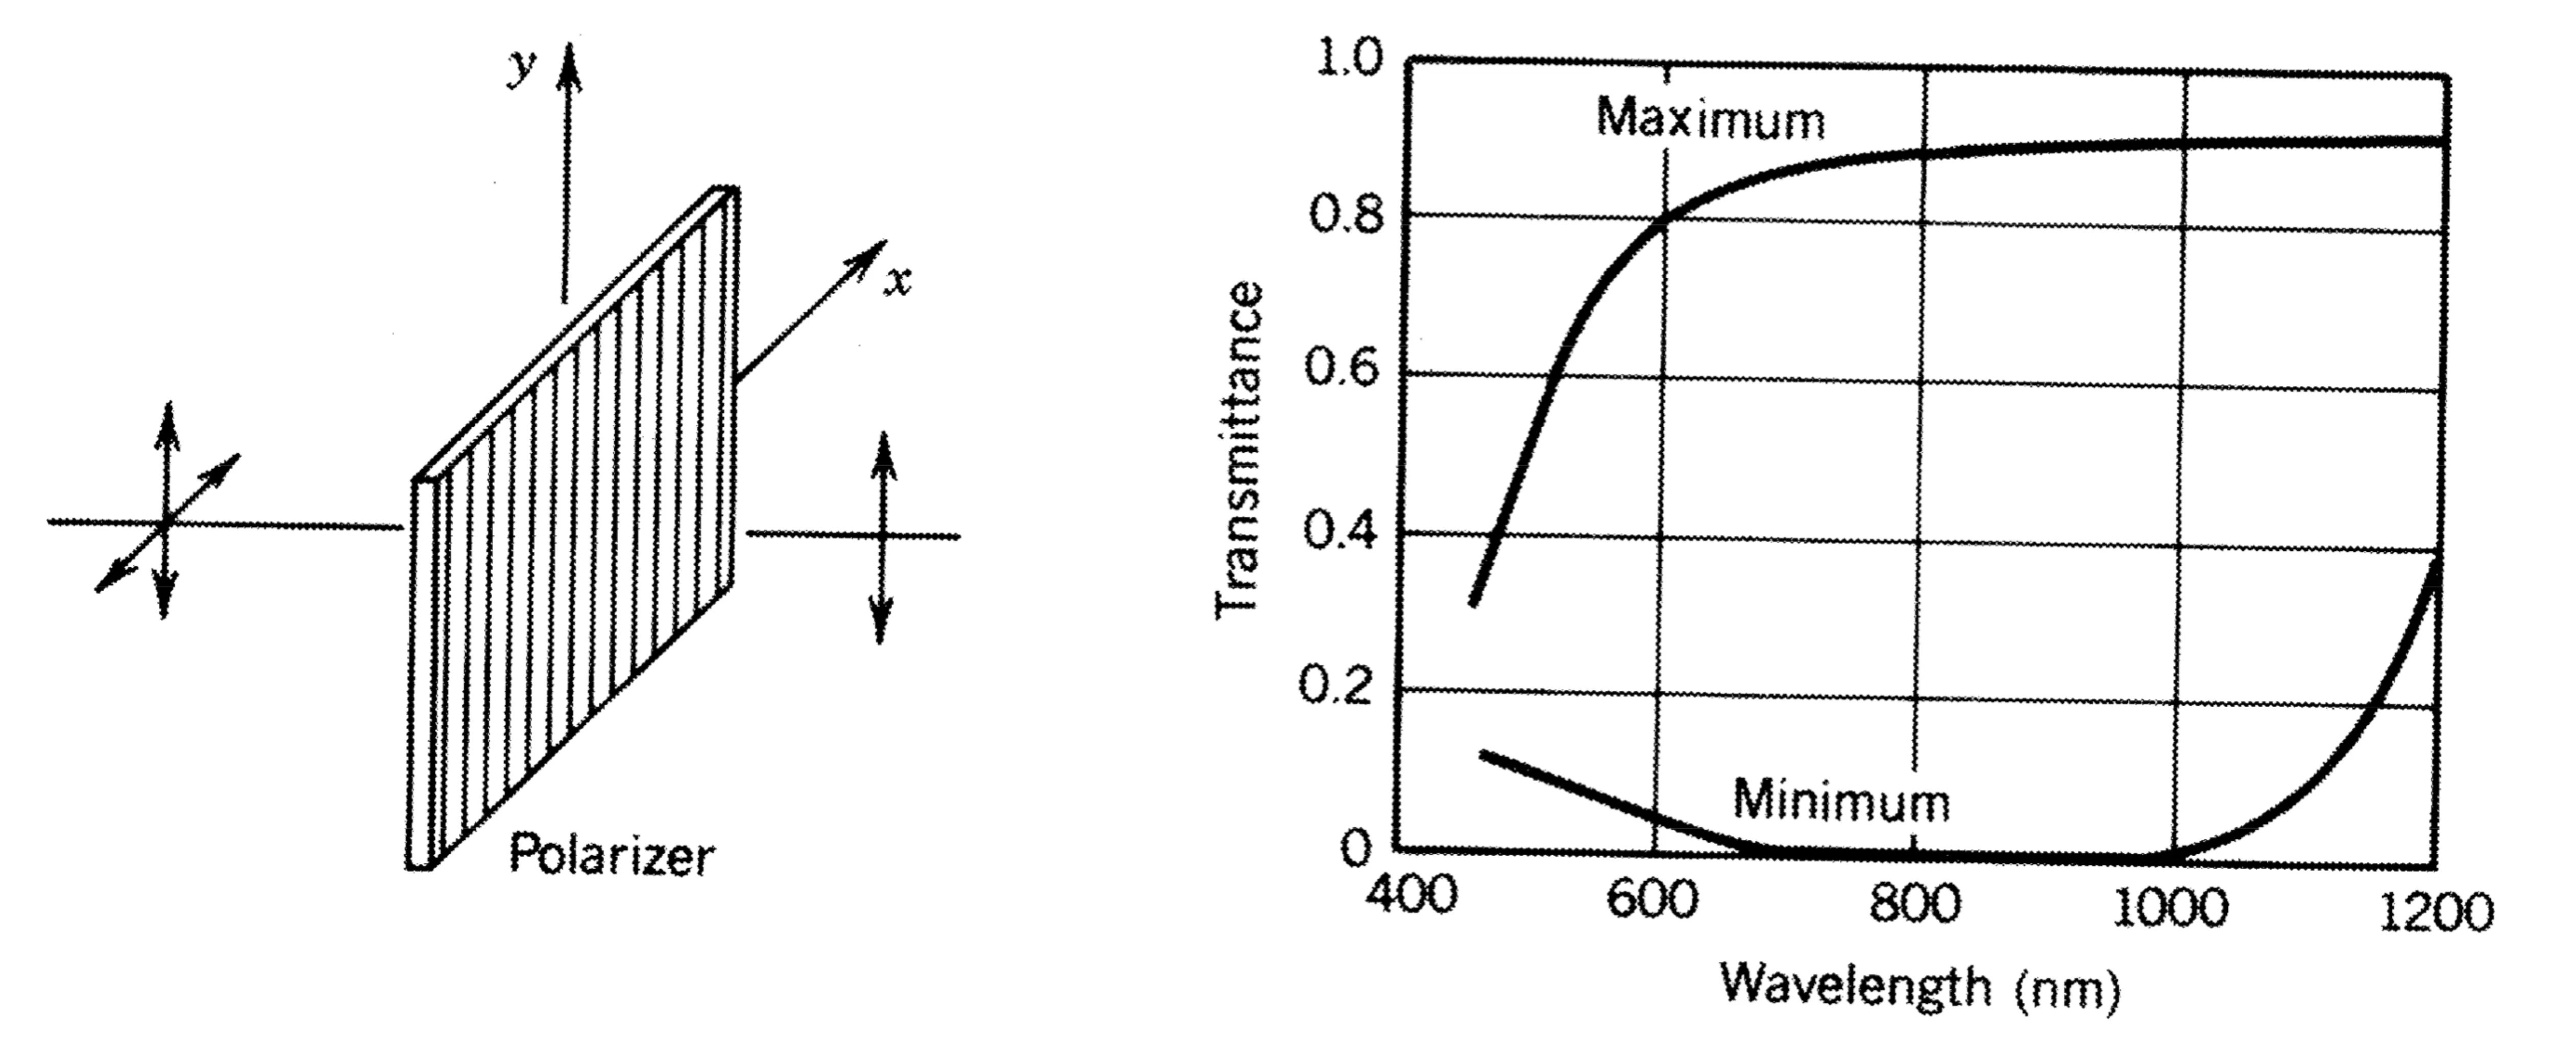 y
x
Polarizer
Transmittance
1.0
0.8
0.6
0.4
0.2
0
Maximum
Minimum
400 600 800 1000 1200
Wavelength (nm)